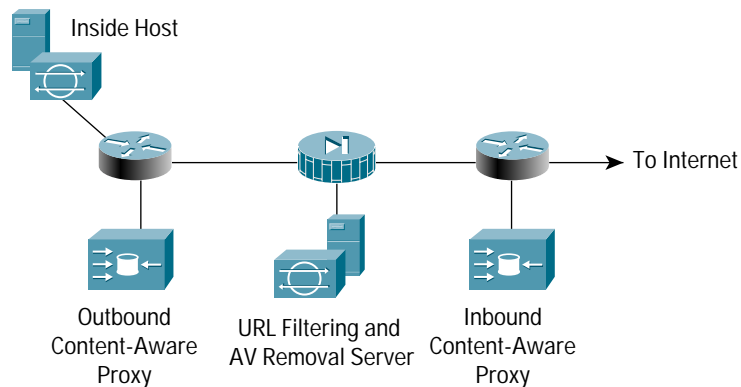 Inside Host
To Internet
Outbound
Content-Aware
Proxy
URL Filtering and
AV Removal Server
Inbound
Content-Aware
Proxy